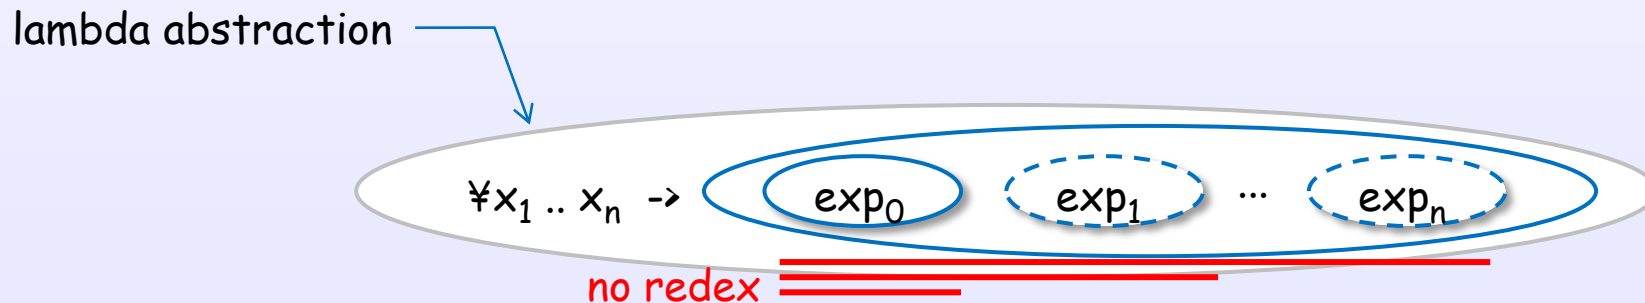 lambda abstraction
¥x₁ .. xₙ -> exp₀ exp₁ ... expₙ
no redex